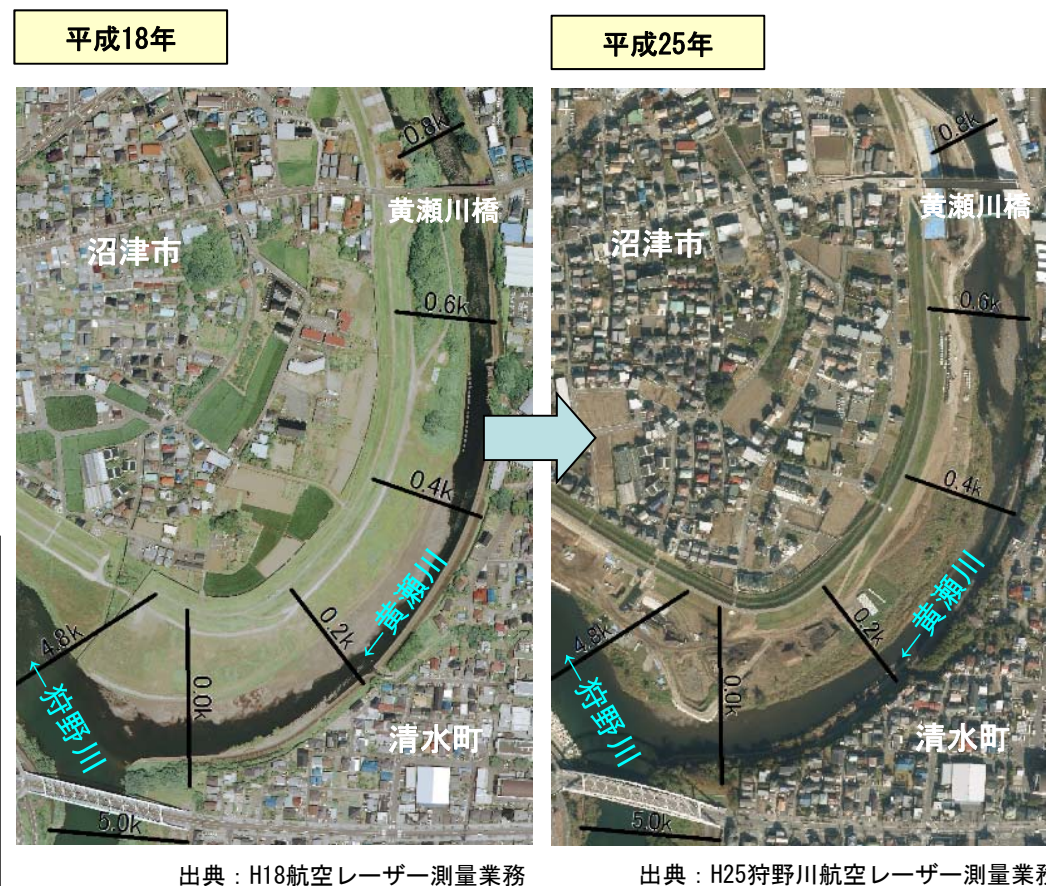 平成18年
平成25年
0.8k
黄瀬川橋
沼津市
0.6k
0.4k
←黄瀬川
0.2k
4.8k
0.0k
←狩野川
清水町
5.0k
出典：H18航空レーザー測量業務
0.8k
黄瀬川橋
沼津市
0.6k
0.4k
←黄瀬川
0.2k
4.8k
0.0k
←狩野川
清水町
5.0k
出典：H25狩野川航空レーザー測量業務